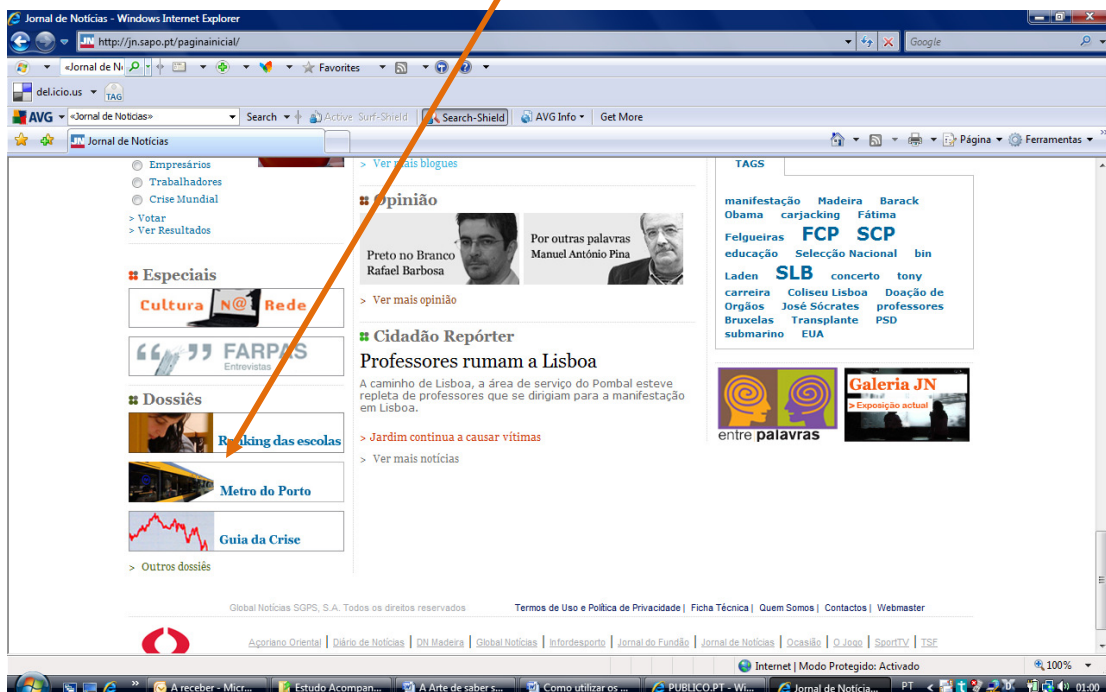 Jornal de Notícias - Windows Internet Explorer
http://jn.sapo.pt/paginainicial/
Google
«Jornal de No
Favorites
del.icio.us
TAG
AVG
«Jornal de Noticias»
Search
Active Surf-Shield
Search-Shield
AVG Info
Get More
JN Jornal de Notícias
Página
Ferramentas
Empresários
Trabalhadores
Crise Mundial
> Votar
> Ver Resultados
Especiais
Cultura N@ Rede
FARPAS
Entrevistas
Dossiês
Ranking das escolas
Metro do Porto
Guia da Crise
> Outros dossiês
> Ver mais blogues
Opinião
Preto no Branco
Rafael Barbosa
Por outras palavras
Manuel António Pina
> Ver mais opinião
Cidadão Repórter
Professores rumam a Lisboa
A caminho de Lisboa, a área de serviço do Pombal esteve
repleta de professores que se dirigiam para a manifestação
em Lisboa.
> Jardim continua a causar vítimas
> Ver mais notícias
TAGS
manifestação Madeira Barack
Obama carjacking Fátima
Felgueiras FCP SCP
educação Selecção Nacional bin
Laden SLB concerto tony
carreira Coliseu Lisboa Doação de
Orgãos José Sócrates professores
Bruxelas Transplante PSD
submarino EUA
entre palavras
Galeria JN
> Exposição actual
Global Notícias SGPS, S.A. Todos os direitos reservados
Termos de Uso e Política de Privacidade | Ficha Técnica | Quem Somos | Contactos | Webmaster
Açoriano Oriental | Diário de Notícias | DN Madeira | Global Notícias | Infordesporto | Jornal do Fundão | Jornal de Notícias | Ocasião | O Jogo | SportTV | TSF
Internet | Modo Protegido: Activado
100%
A receber - Micr...
Estudo Acompan...
A Arte de saber s...
Como utilizar os ...
PUBLICO.PT - Wi...
Jornal de Notícia...
PT
01:00